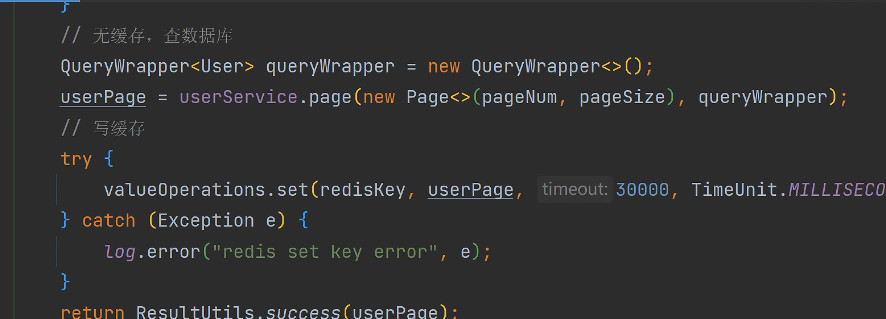 }
// 无缓存，查数据库
QueryWrapper<User> queryWrapper = new QueryWrapper<>();
userPage = userService.page(new Page<>(pageNum, pageSize), queryWrapper);
// 写缓存
try {
valueOperations.set(redisKey, userPage, timeout: 30000, TimeUnit.MILLISECO
} catch (Exception e) {
log.error("redis set key error", e);
}
return ResultUtils.success(userPage);